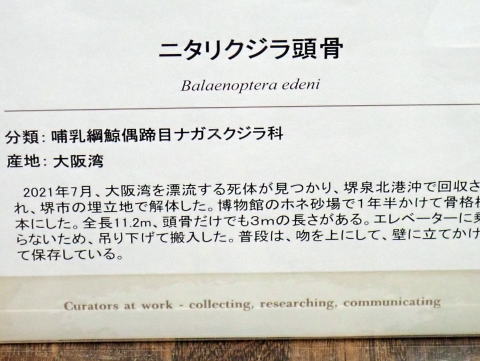 ニタリクジラ頭骨
Balaenoptera edeni
分類：哺乳綱鯨偶蹄目ナガスクジラ科
産地：大阪湾
2021年7月、大阪湾を漂流する死体が見つかり、堺泉北港沖で回収さ
れ、堺市の埋立地で解体した。博物館のホネ砂場で１年半かけて骨格標
本にした。全長11.2m、頭骨だけでも3mの長さがある。エレベーターに乗
らないため、吊り下げて搬入した。普段は、吻を上にして、壁に立てかけ
て保存している。
Curators at work - collecting, researching, communicating